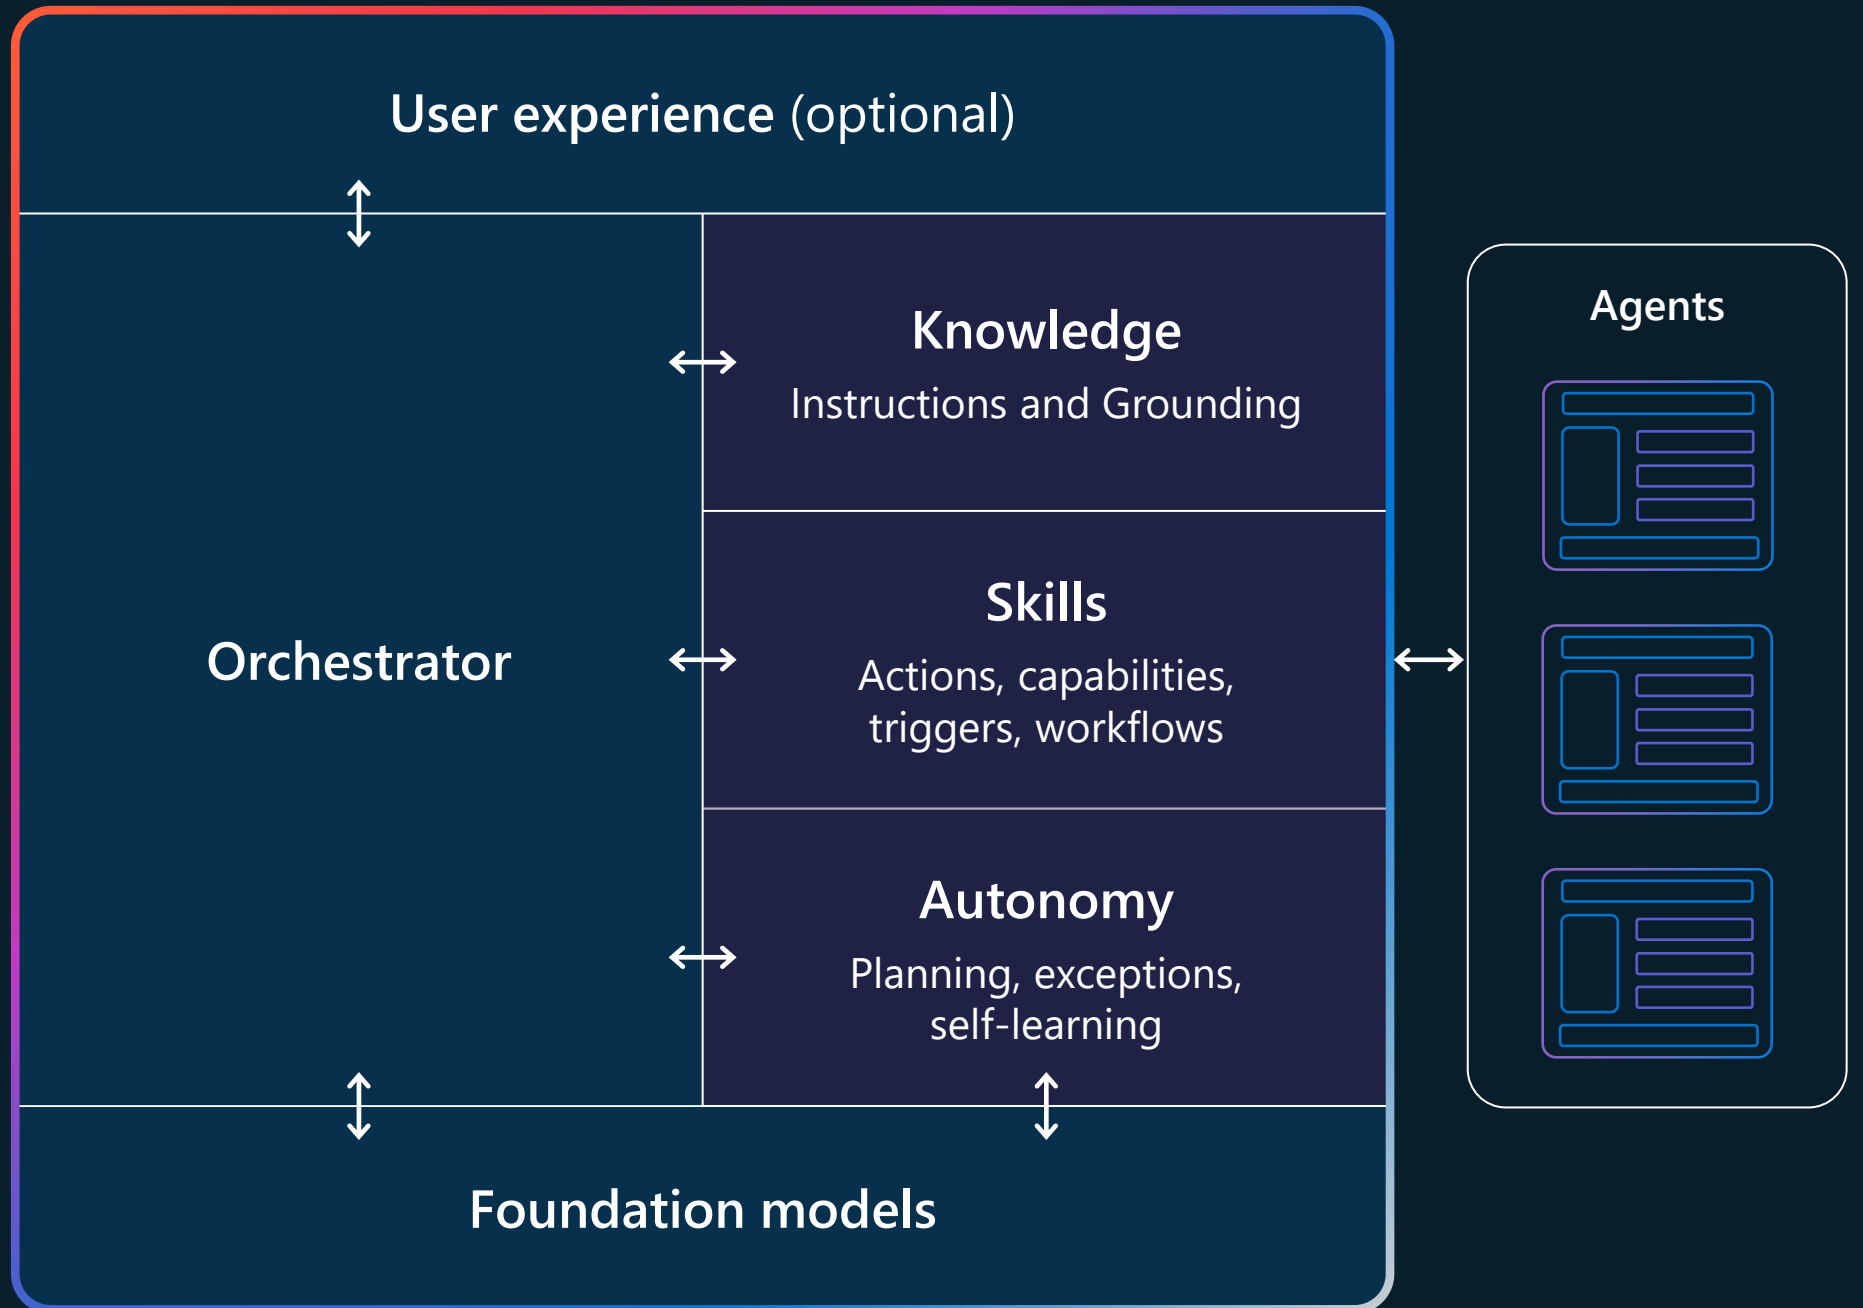 User experience (optional)
Knowledge
Instructions and Grounding
Skills
Actions, capabilities,
triggers, workflows
Orchestrator
Autonomy
Planning, exceptions,
self-learning
Foundation models
Agents